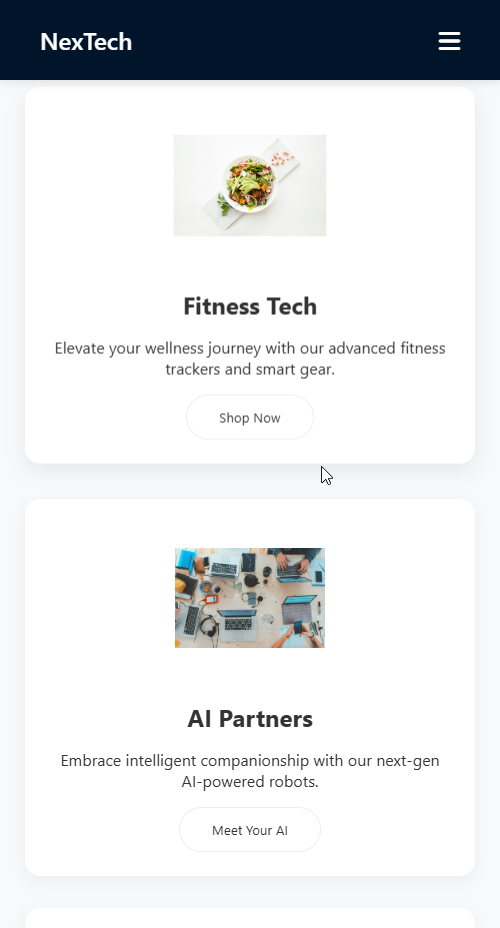 NexTech
Fitness Tech
Elevate your wellness journey with our advanced fitness
trackers and smart gear.
Shop Now
AI Partners
Embrace intelligent companionship with our next-gen
AI-powered robots.
Meet Your AI